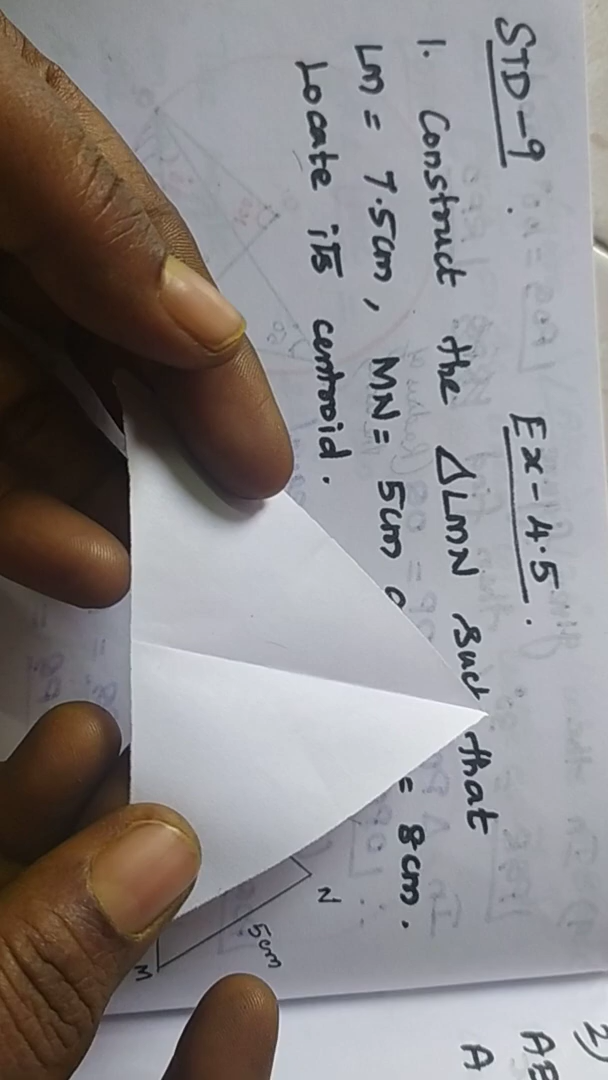 STD-9. Ex-4.5.
1. Construct the ΔLMN such that
LM = 7.5cm, MN = 5cm = 8cm.
Locate its centroid.
N
5cm
M
2)